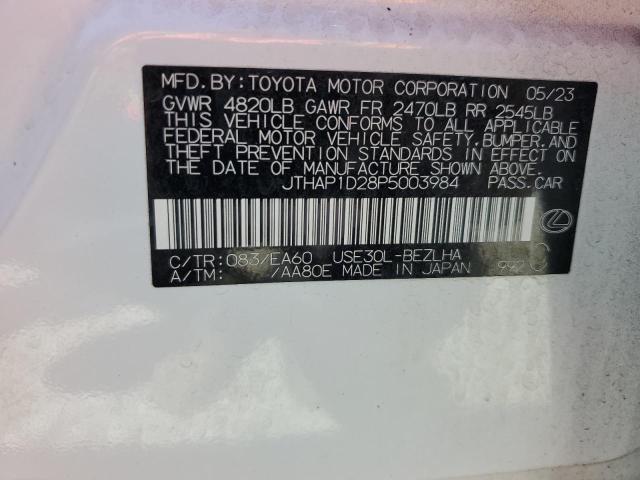 MFD. BY: TOYOTA MOTOR CORPORATION 05/23
GVWR 4820LB GAWR FR 2470LB RR 2545LB
THIS VEHICLE CONFORMS TO ALL APPLICABLE
FEDERAL MOTOR VEHICLE SAFETY, BUMPER, AND
THEFT PREVENTION STANDARDS IN EFFECT ON
THE DATE OF MANUFACTURE SHOWN ABOVE.
JTHAP1D28P5003984 PASS.CAR
C/TR: 083/EA60 USE30L-BEZLHA
A/TM: /AA80E MADE IN JAPAN 992